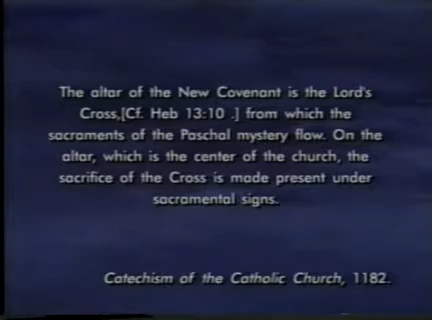 The altar of the New Covenant is the Lord's
Cross,[Cf. Heb 13:10 .] from which the
sacraments of the Paschal mystery flow. On the
altar, which is the center of the church, the
sacrifice of the Cross is made present under
sacramental signs.
Catechism of the Catholic Church, 1182.